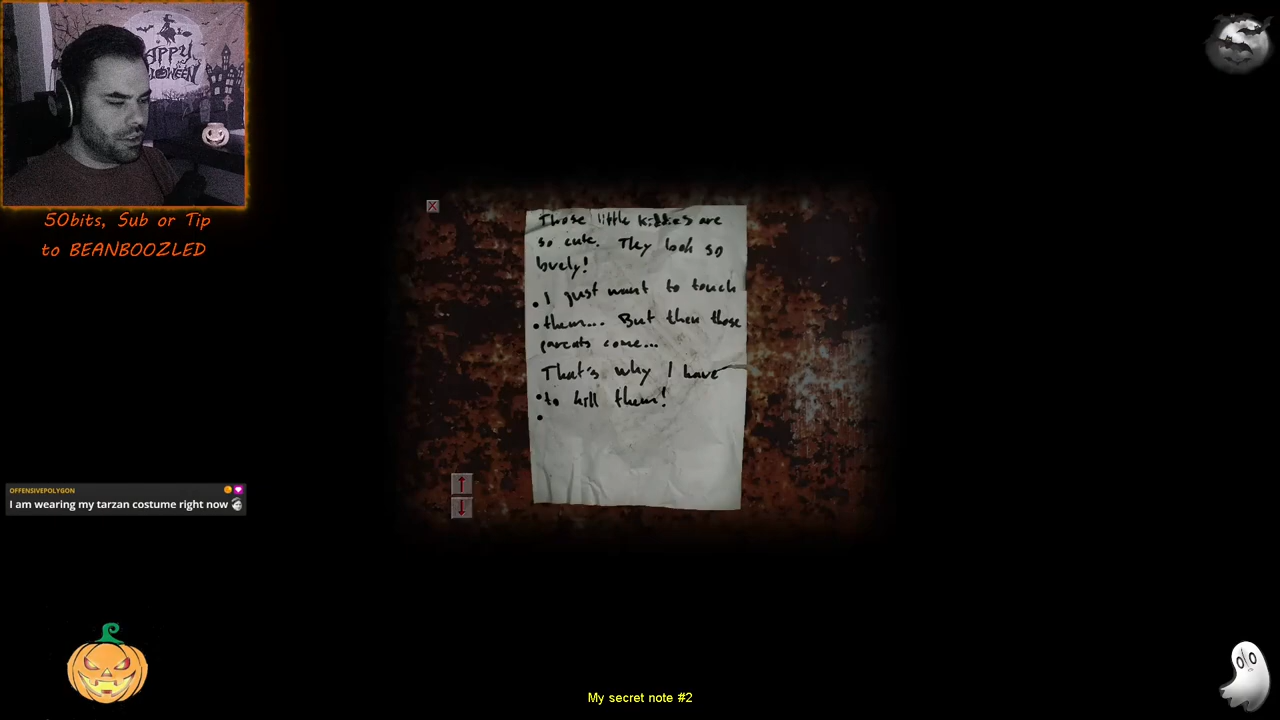 HAPPY
HALLOWEEN
50bits, Sub or Tip
to BEANBOOZLED
X
Those little kiddies are
so cute. They look so
lovely!
I just want to touch
them... But then those
parents come...
That's why I have
to kill them!
OFFENSIVEPOLYGON
I am wearing my tarzan costume right now
My secret note #2